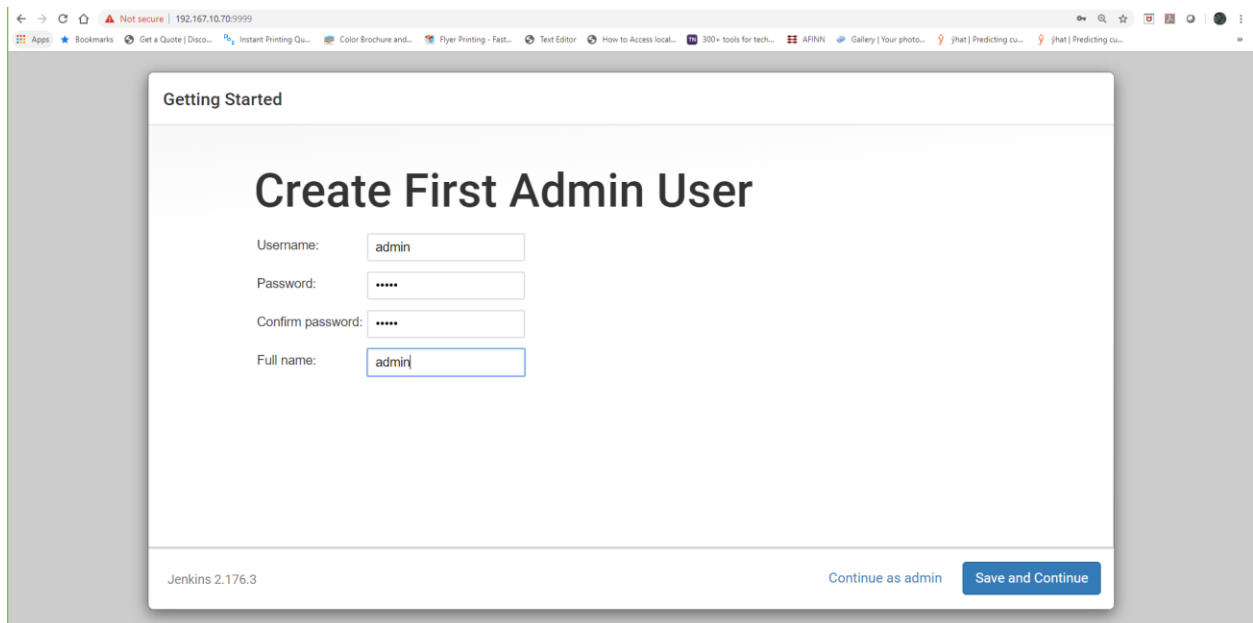 Not secure | 192.167.10.70:9999
Apps Bookmarks Get a Quote | Disco... Instant Printing Qu... Color Brochure and... Flyer Printing - Fast... Text Editor How to Access local... TN 300+ tools for tech... AFINN Gallery | Your photo... ŷ ŷhat | Predicting cu... ŷ ŷhat | Predicting cu... »
Getting Started
Create First Admin User
Username: admin
Password: •••••
Confirm password: •••••
Full name: admin
Jenkins 2.176.3 Continue as admin Save and Continue